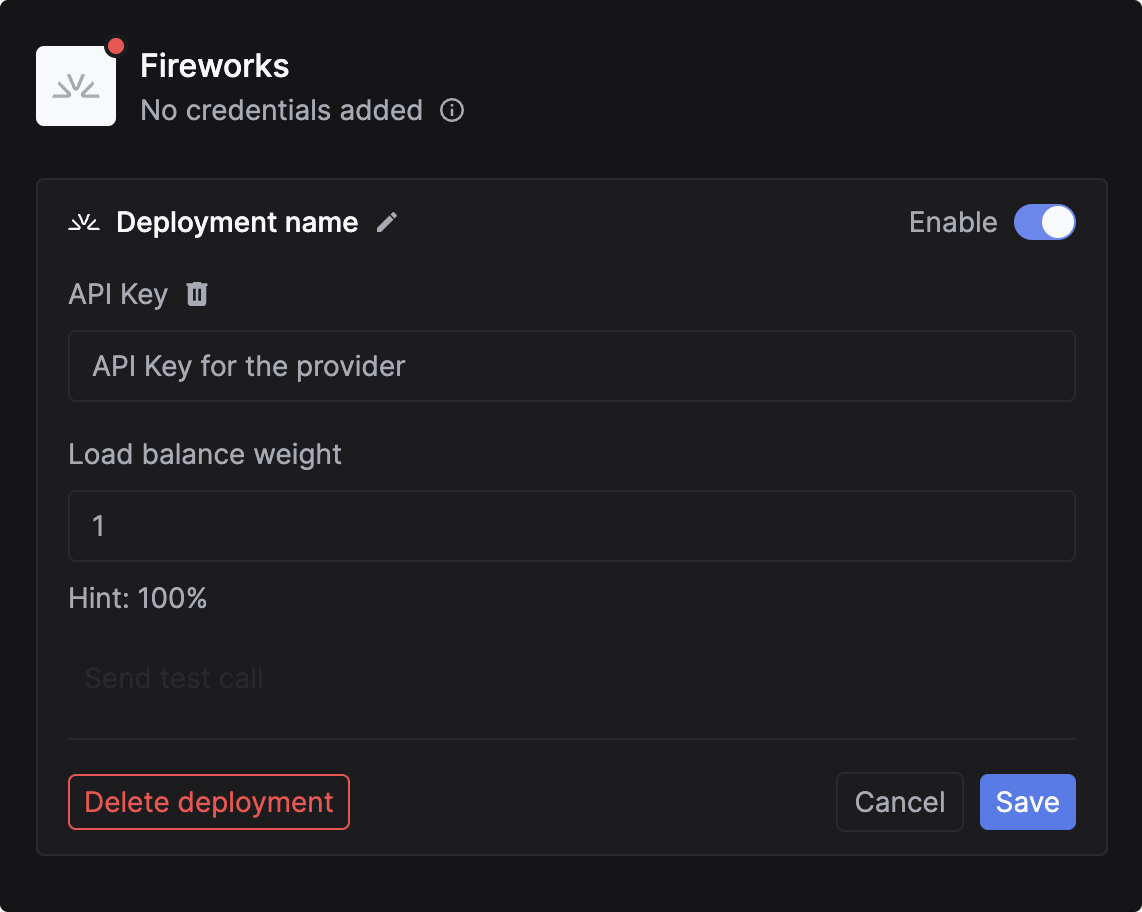 Fireworks
No credentials added
Deployment name
Enable
API Key
API Key for the provider
Load balance weight
1
Hint: 100%
Send test call
Delete deployment
Cancel
Save